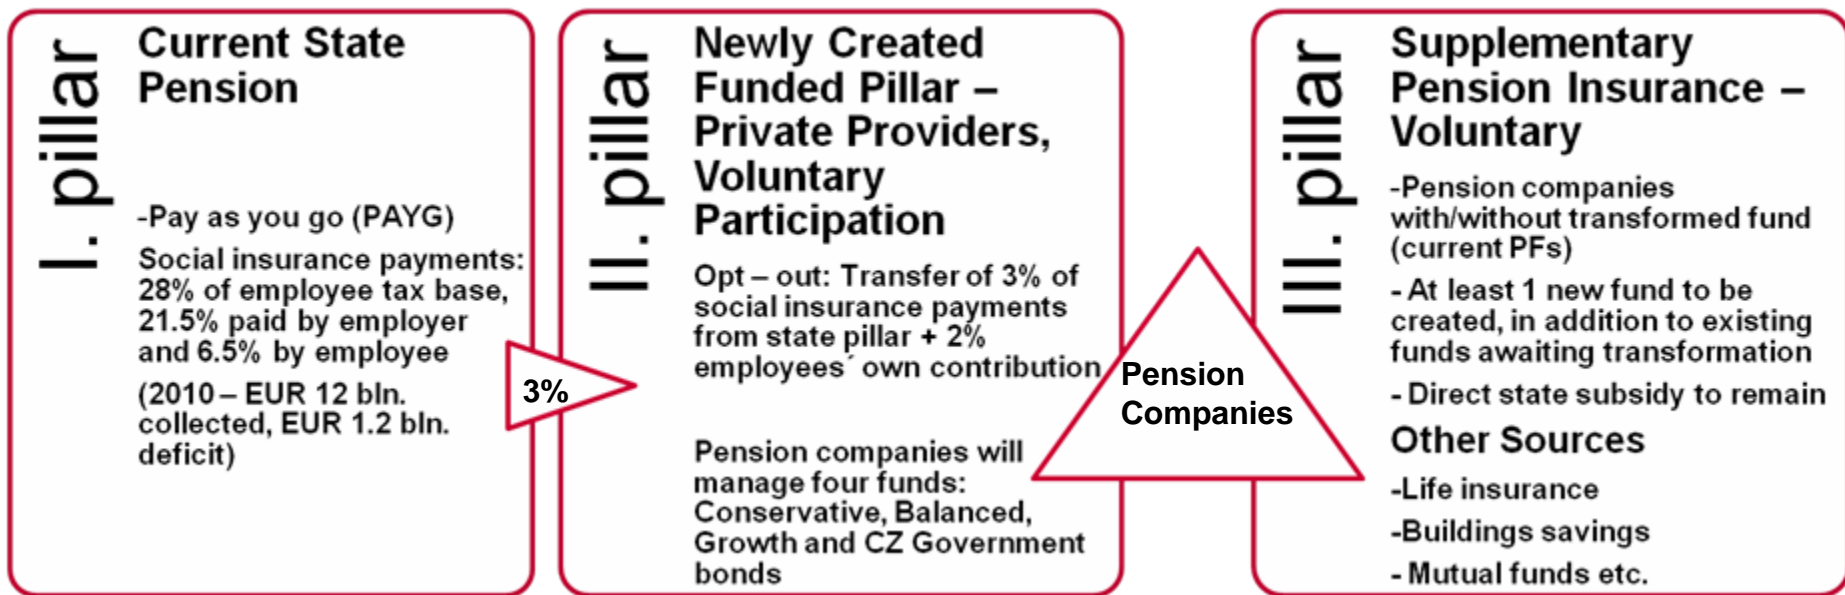 I. pillar
Current State
Pension
-Pay as you go (PAYG)
Social insurance payments:
28% of employee tax base,
21.5% paid by employer
and 6.5% by employee
(2010 – EUR 12 bln.
collected, EUR 1.2 bln.
deficit)
3%
II. pillar
Newly Created
Funded Pillar –
Private Providers,
Voluntary
Participation
Opt – out: Transfer of 3% of
social insurance payments
from state pillar + 2%
employees´ own contribution
Pension companies will
manage four funds:
Conservative, Balanced,
Growth and CZ Government
bonds
Pension
Companies
III. pillar
Supplementary
Pension Insurance –
Voluntary
-Pension companies
with/without transformed fund
(current PFs)
- At least 1 new fund to be
created, in addition to existing
funds awaiting transformation
- Direct state subsidy to remain
Other Sources
-Life insurance
-Buildings savings
- Mutual funds etc.